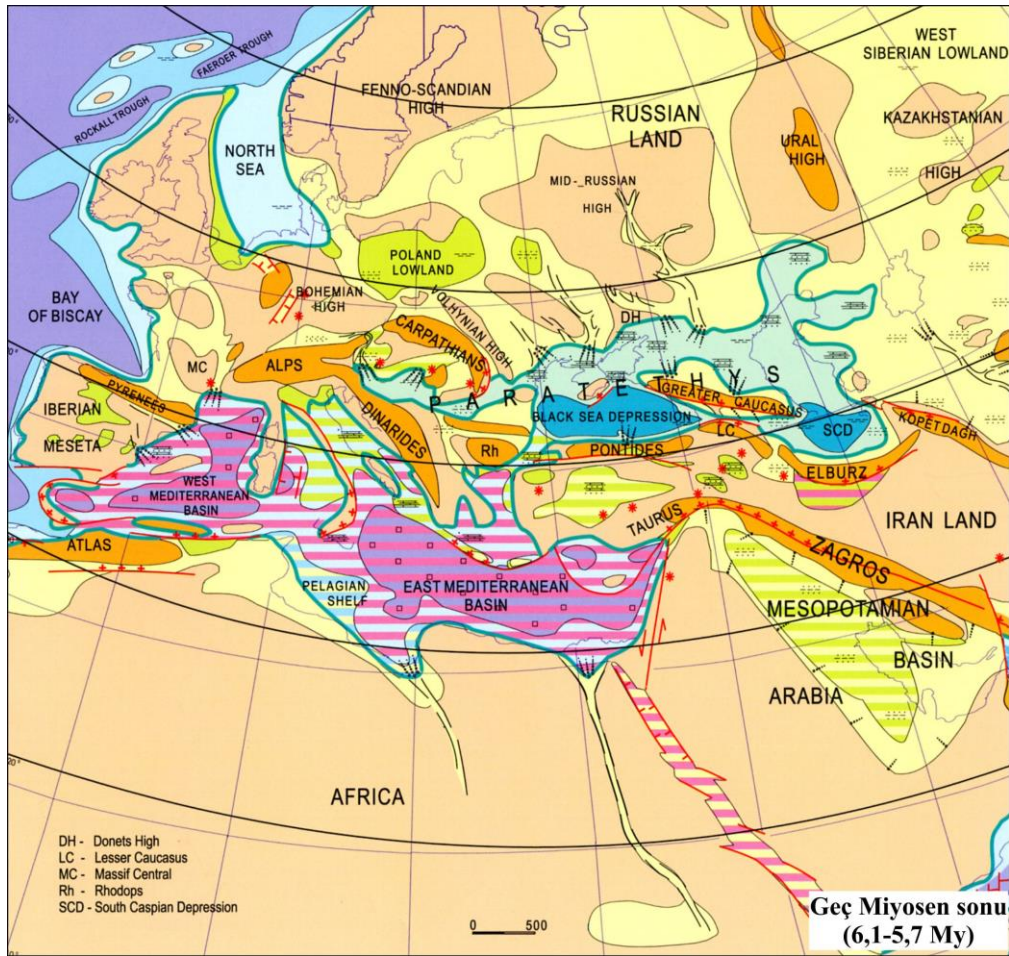 FAEROER TROUGH
ROCKALL TROUGH
FENNO-SCANDIAN
HIGH
WEST
SIBERIAN LOWLAND
RUSSIAN
LAND
KAZAKHSTANIAN
HIGH
URAL
HIGH
NORTH
SEA
MID-_RUSSIAN
HIGH
POLAND
LOWLAND
BAY
OF BISCAY
BOHEMIAN
HIGH
VOLHYNIAN HIGH
DH
CARPATHIANS
MC
ALPS
PARATETHYS
PYRENEES
IBERIAN
MESETA
DINARIDES
BLACK SEA DEPRESSION
GREATER
CAUCASUS
SCD
KOPET DAGH
Rh
PONTIDES
LC
ELBURZ
WEST
MEDITERRANEAN
BASIN
TAURUS
IRAN LAND
ATLAS
ZAGROS
PELAGIAN
SHELF
EAST MEDITERRANEAN
BASIN
MESOPOTAMIAN
BASIN
ARABIA
AFRICA
20°
DH - Donets High
LC - Lesser Caucasus
MC - Massif Central
Rh - Rhodops
SCD - South Caspian Depression
0 500
Geç Miyosen sonu
(6,1-5,7 My)